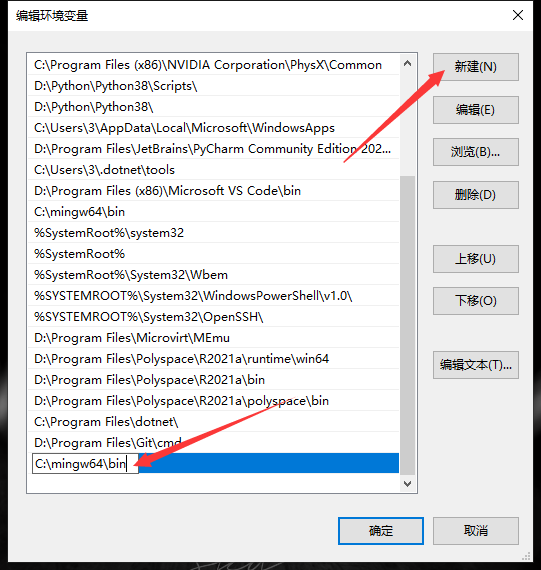 编辑环境变量
C:\Program Files (x86)\NVIDIA Corporation\PhysX\Common
D:\Python\Python38\Scripts\
D:\Python\Python38\
C:\Users\3\AppData\Local\Microsoft\WindowsApps
D:\Program Files\JetBrains\PyCharm Community Edition 202...
C:\Users\3\.dotnet\tools
D:\Program Files (x86)\Microsoft VS Code\bin
C:\mingw64\bin
%SystemRoot%\system32
%SystemRoot%
%SystemRoot%\System32\Wbem
%SYSTEMROOT%\System32\WindowsPowerShell\v1.0\
%SYSTEMROOT%\System32\OpenSSH\
D:\Program Files\Microvirt\MEmu
D:\Program Files\Polyspace\R2021a\runtime\win64
D:\Program Files\Polyspace\R2021a\bin
D:\Program Files\Polyspace\R2021a\polyspace\bin
C:\Program Files\dotnet\
D:\Program Files\Git\cmd
C:\mingw64\bin
新建(N)
编辑(E)
浏览(B)...
删除(D)
上移(U)
下移(O)
编辑文本(T)...
确定
取消